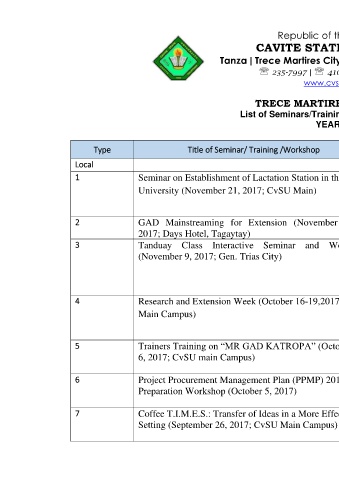 Republic of
CAVITE STAT
Tanza | Trece Martires City
☏ 235-7997 | ☏ 41
www.cvs
TRECE MARTIRE
List of Seminars/Trainin
YEAR
Type Title of Seminar/ Training /Workshop
Local
1 Seminar on Establishment of Lactation Station in th
University (November 21, 2017; CvSU Main)
2 GAD Mainstreaming for Extension (November
2017; Days Hotel, Tagaytay)
3 Tanduay Class Interactive Seminar and W
(November 9, 2017; Gen. Trias City)
4 Research and Extension Week (October 16-19,2017
Main Campus)
5 Trainers Training on “MR GAD KATROPA” (Octo
6, 2017; CvSU main Campus)
6 Project Procurement Management Plan (PPMP) 201
Preparation Workshop (October 5, 2017)
7 Coffee T.I.M.E.S.: Transfer of Ideas in a More Effe
Setting (September 26, 2017; CvSU Main Campus)